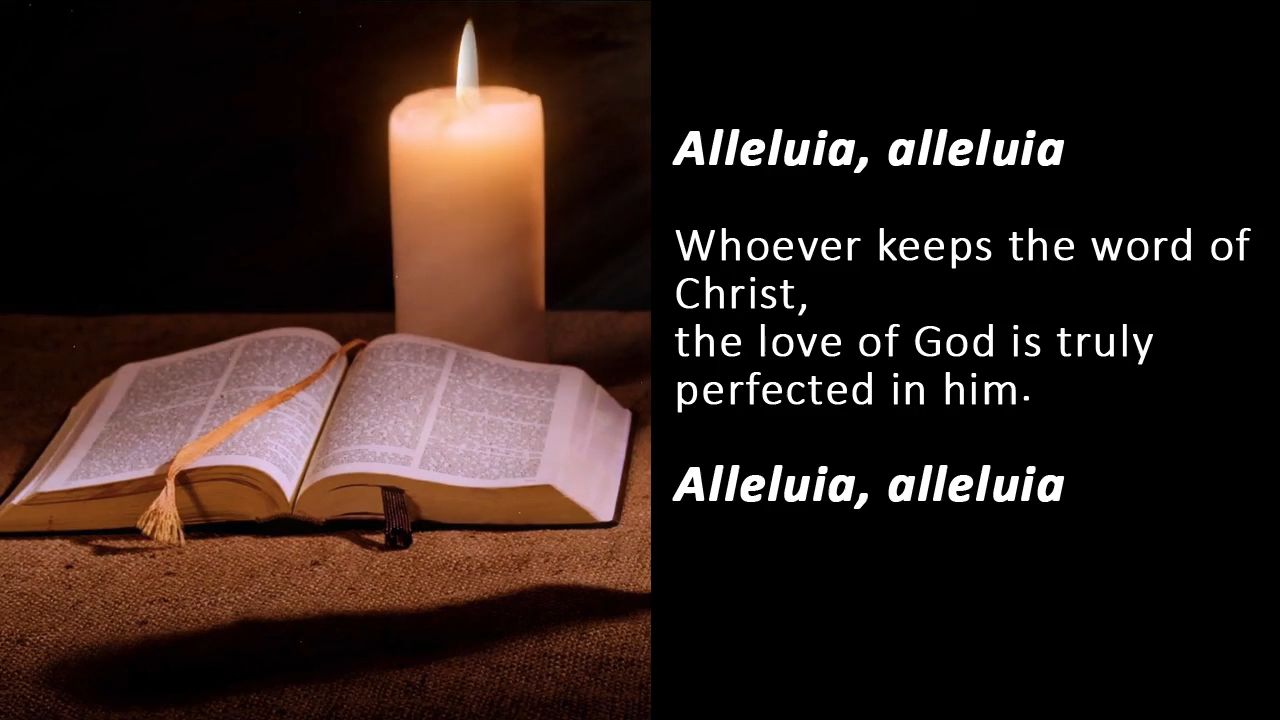 Alleluia, alleluia
Whoever keeps the word of
Christ,
the love of God is truly
perfected in him.
Alleluia, alleluia